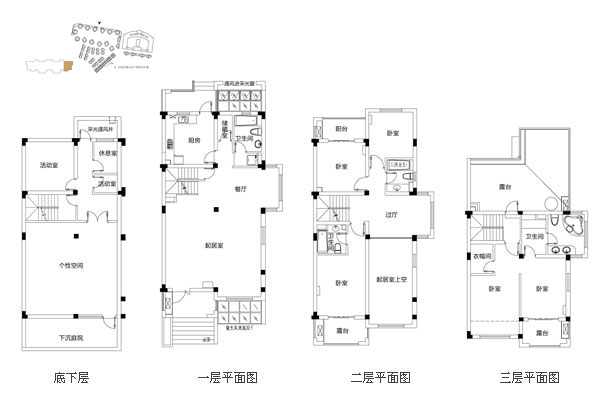 采光通风井
活动室
休息室
活动室
个性空间
下沉庭院
底下层
通风透采光窗
厨房
储藏室
卫生间
餐厅
起居室
一层平面图
阳台
卧室
卧室
卫生间
过厅
卫生间
卧室
起居室上空
露台
二层平面图
露台
卫生间
衣帽间
卧室
卧室
露台
三层平面图